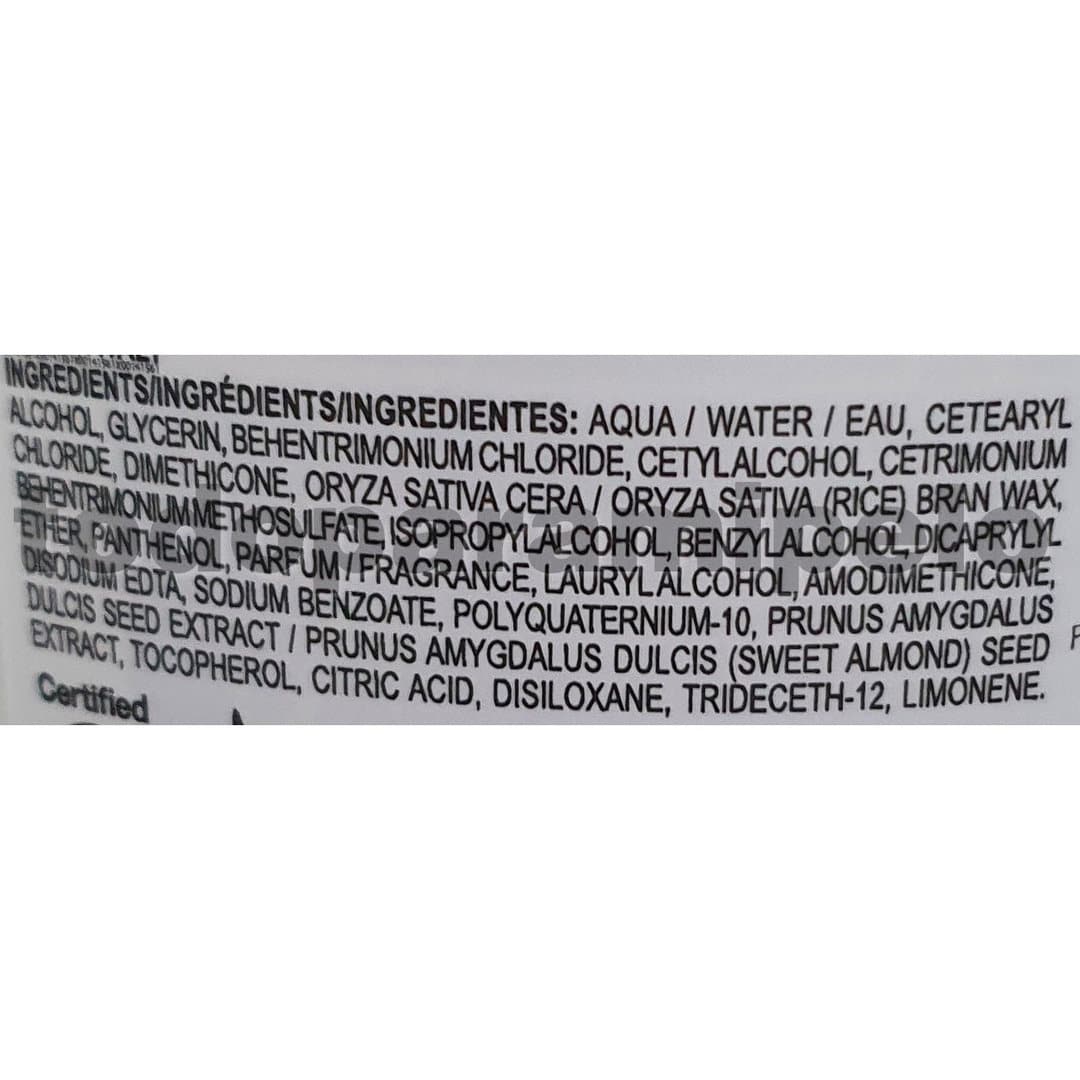 INGREDIENTS/INGRÉDIENTS/INGREDIENTES: AQUA / WATER / EAU, CETEARYL
ALCOHOL, GLYCERIN, BEHENTRIMONIUM CHLORIDE, CETYL ALCOHOL, CETRIMONIUM
CHLORIDE, DIMETHICONE, ORYZA SATIVA CERA / ORYZA SATIVA (RICE) BRAN WAX,
BEHENTRIMONIUM METHOSULFATE, ISOPROPYL ALCOHOL, BENZYL ALCOHOL, DICAPRYLYL
ETHER, PANTHENOL, PARFUM / FRAGRANCE, LAURYL ALCOHOL, AMODIMETHICONE,
DISODIUM EDTA, SODIUM BENZOATE, POLYQUATERNIUM-10, PRUNUS AMYGDALUS
DULCIS SEED EXTRACT / PRUNUS AMYGDALUS DULCIS (SWEET ALMOND) SEED
EXTRACT, TOCOPHEROL, CITRIC ACID, DISILOXANE, TRIDECETH-12, LIMONENE.
Certified
todoparamipelo